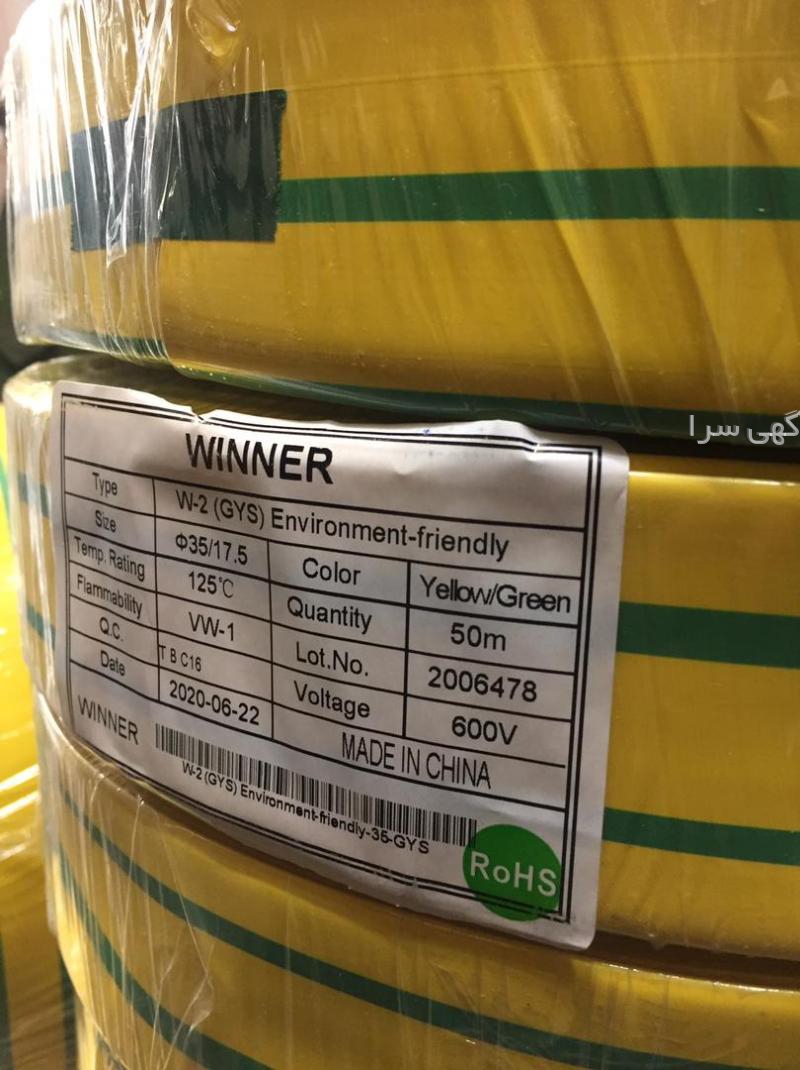 گهی سرا
WINNER
Type W-2 (GYS) Environment-friendly
Size Φ35/17.5 Color Yellow/Green
Temp. Rating 125℃ Quantity 50m
Flammability VW-1 Lot.No. 2006478
Q.C. T B C16 Voltage 600V
Date 2020-06-22 MADE IN CHINA
WINNER
W-2 (GYS) Environment-friendly-35-GYS
RoHS